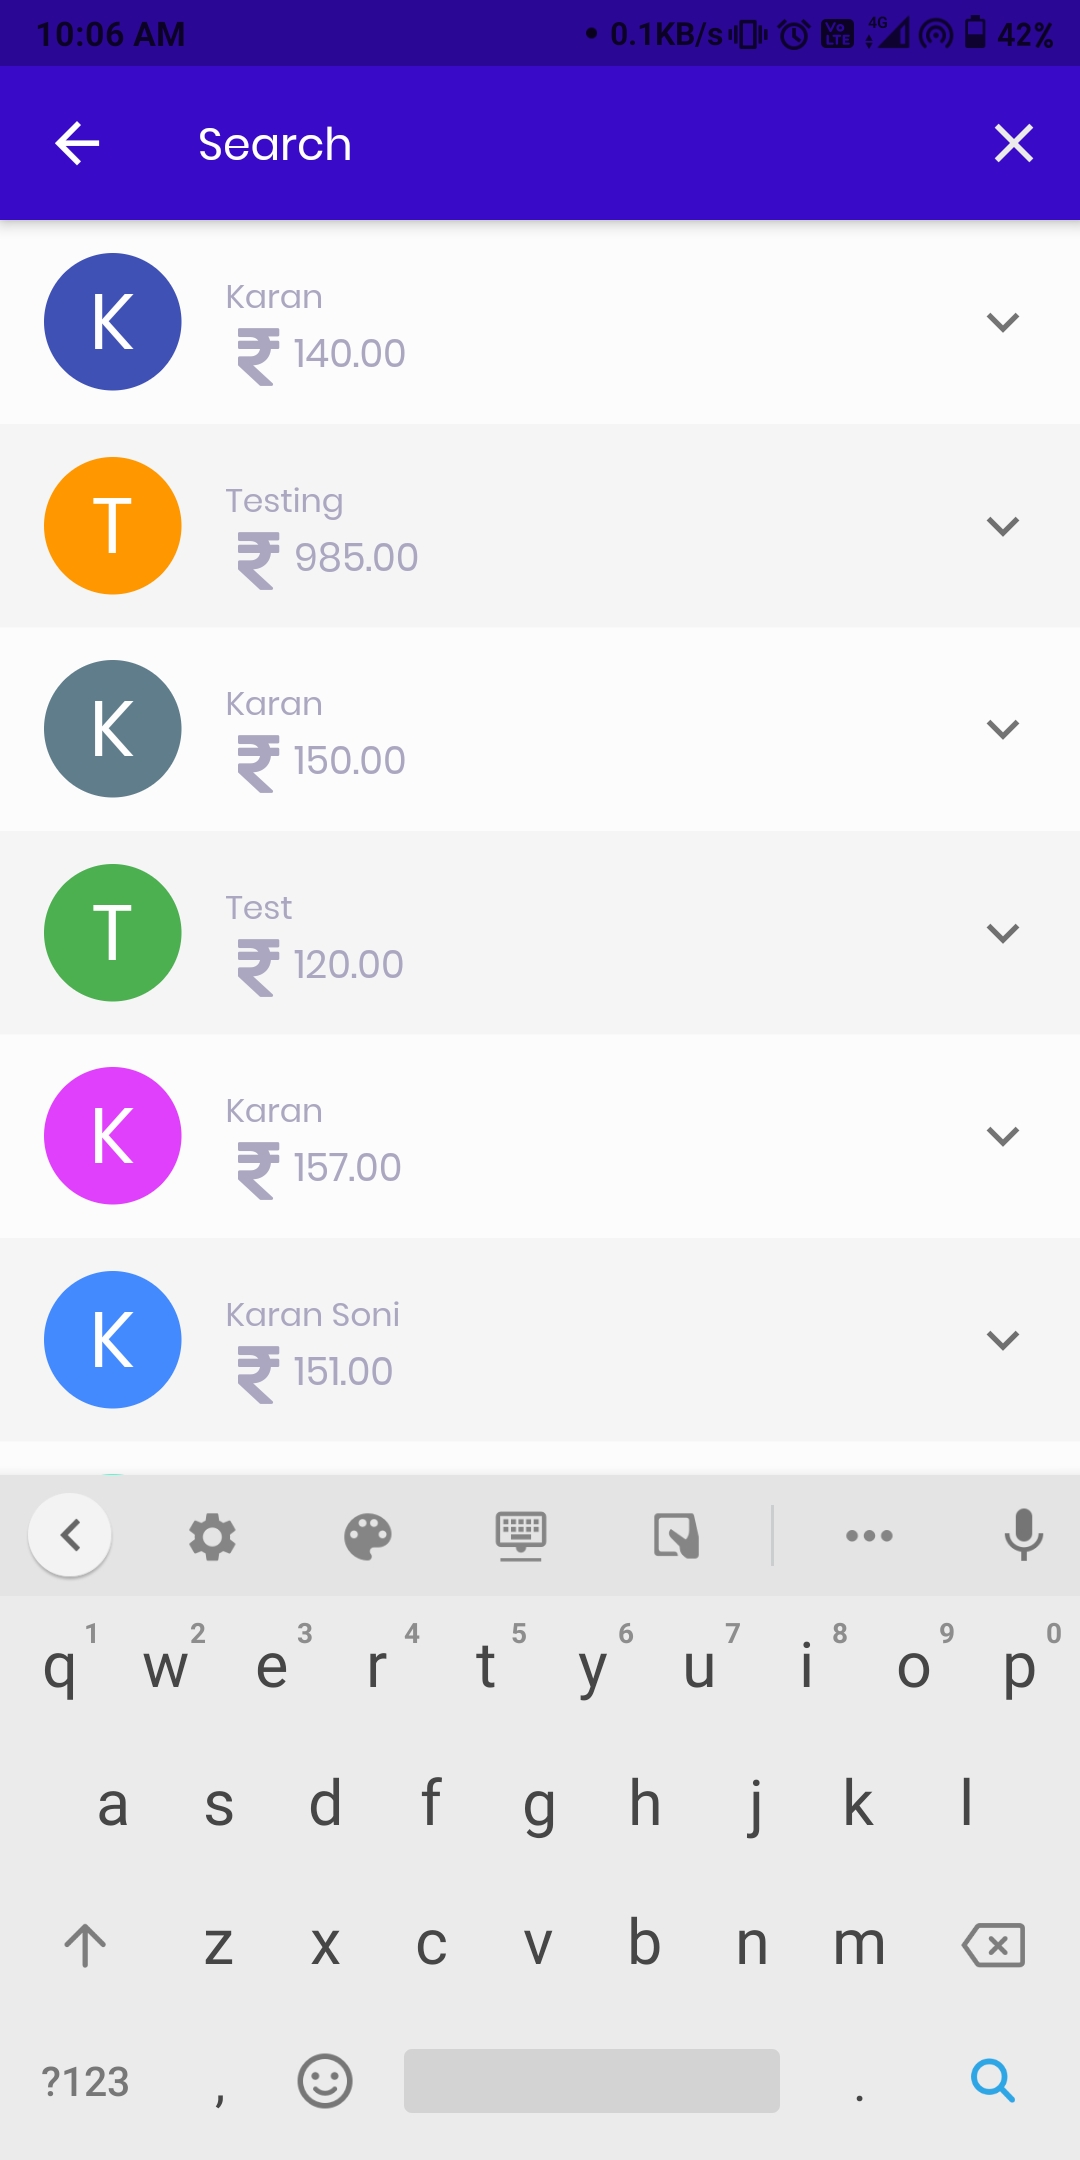 10:06 AM • 0.1KB/s Vo LTE 4G 42%
Search
K
Karan
₹ 140.00
T
Testing
₹ 985.00
K
Karan
₹ 150.00
T
Test
₹ 120.00
K
Karan
₹ 157.00
K
Karan Soni
₹ 151.00
1 2 3 4 5 6 7 8 9 0
q w e r t y u i o p
a s d f g h j k l
z x c v b n m
?123 , .